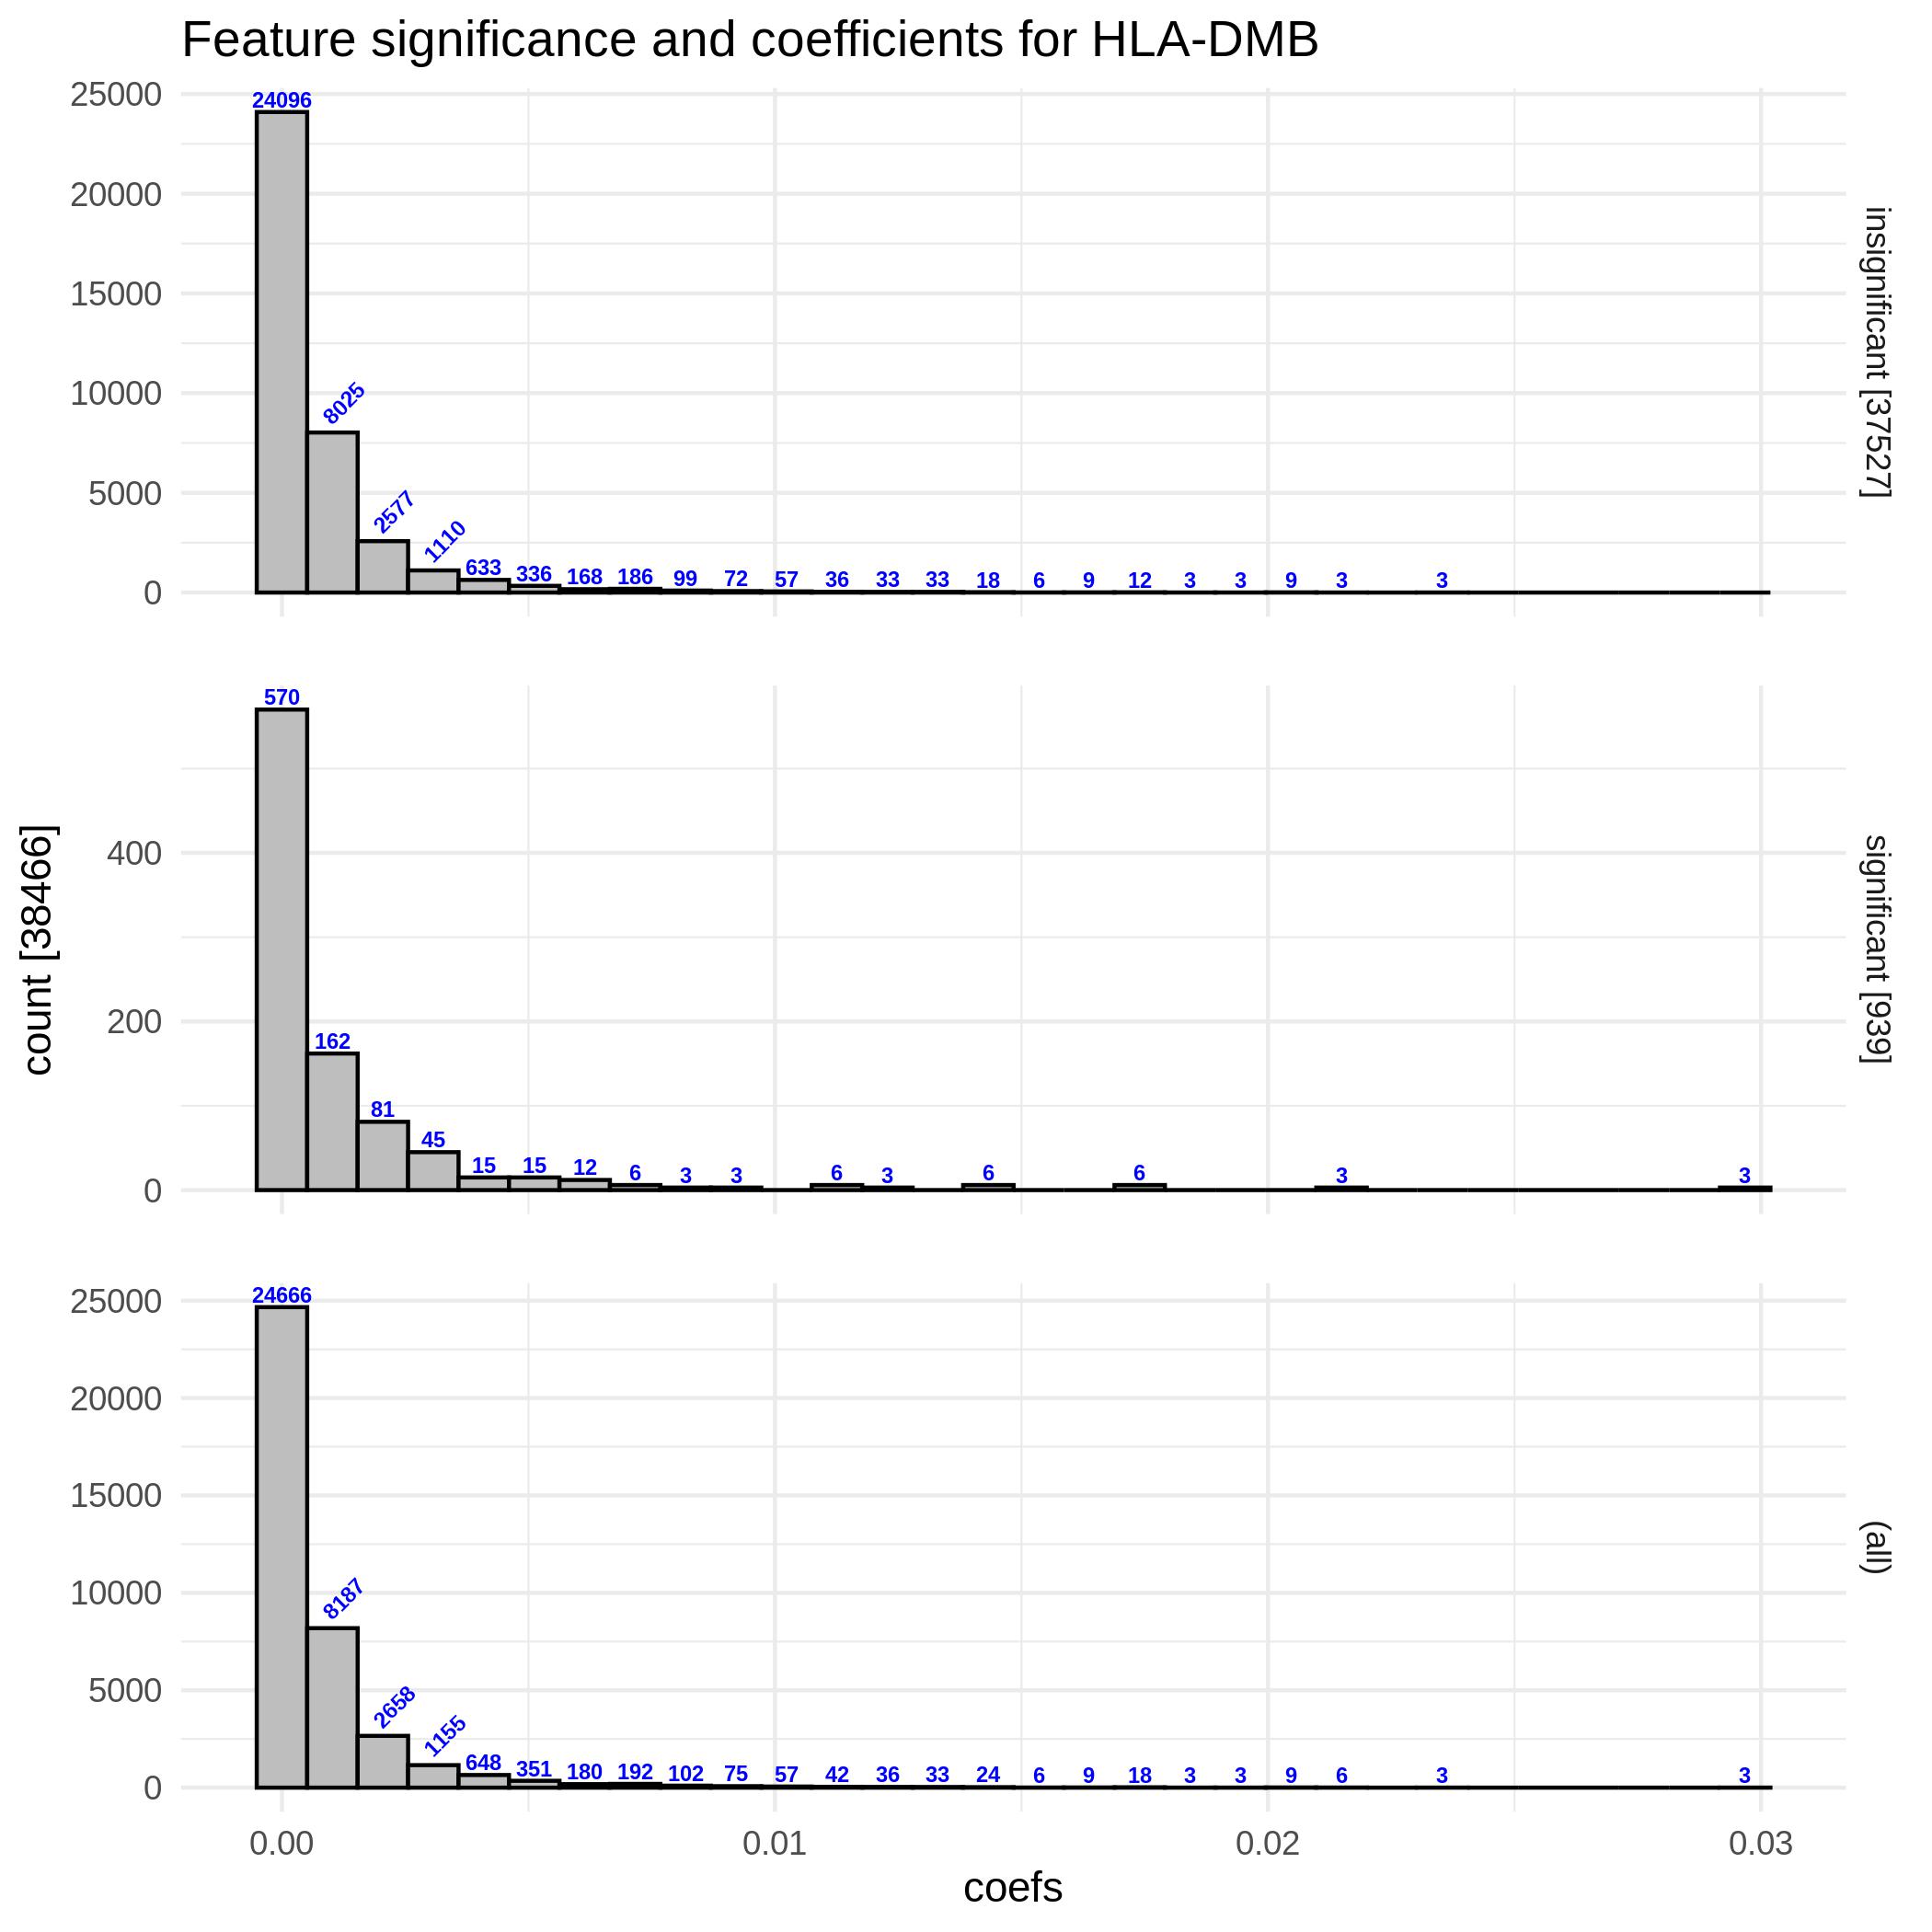 Feature significance and coefficients for HLA-DMB
25000
20000
15000
10000
5000
0
24096
8025
2577
1110
633 336 168 186 99 72 57 36 33 33 18 6 9 12 3 3 9 3 3
insignificant [37527]
count [38466]
400
200
0
570
162
81
45
15 15 12 6 3 3 6 3 6 6 3 3
significant [939]
25000
20000
15000
10000
5000
0
24666
8187
2658
1155
648 351 180 192 102 75 57 42 36 33 24 6 9 18 3 3 9 6 3 3
(all)
0.00 0.01 0.02 0.03
coefs